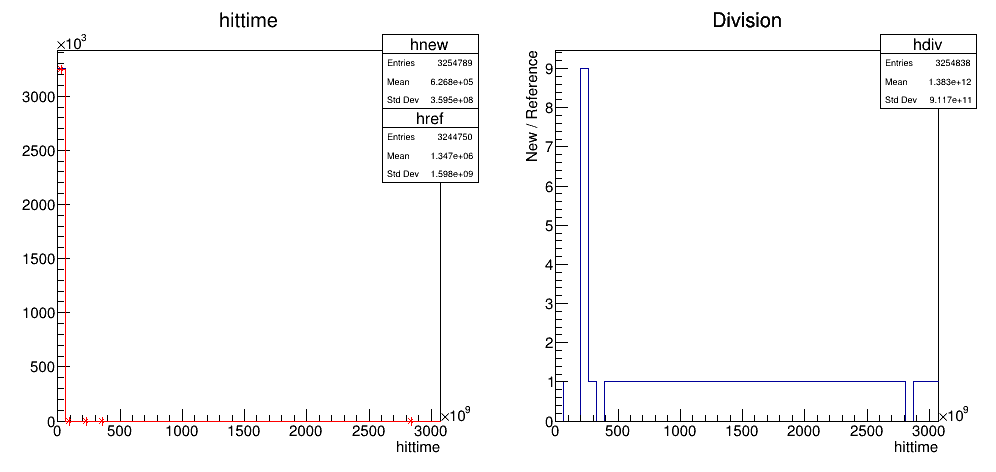 hittime
×10³
hnew
Entries 3254789
Mean 6.268e+05
Std Dev 3.595e+08
href
Entries 3244750
Mean 1.347e+06
Std Dev 1.598e+09
3000
2500
2000
1500
1000
500
0
0 500 1000 1500 2000 2500 3000
×10⁹
hittime
Division
hdiv
Entries 3254838
Mean 1.383e+12
Std Dev 9.117e+11
New / Reference
9
8
7
6
5
4
3
2
1
0
0 500 1000 1500 2000 2500 3000
×10⁹
hittime